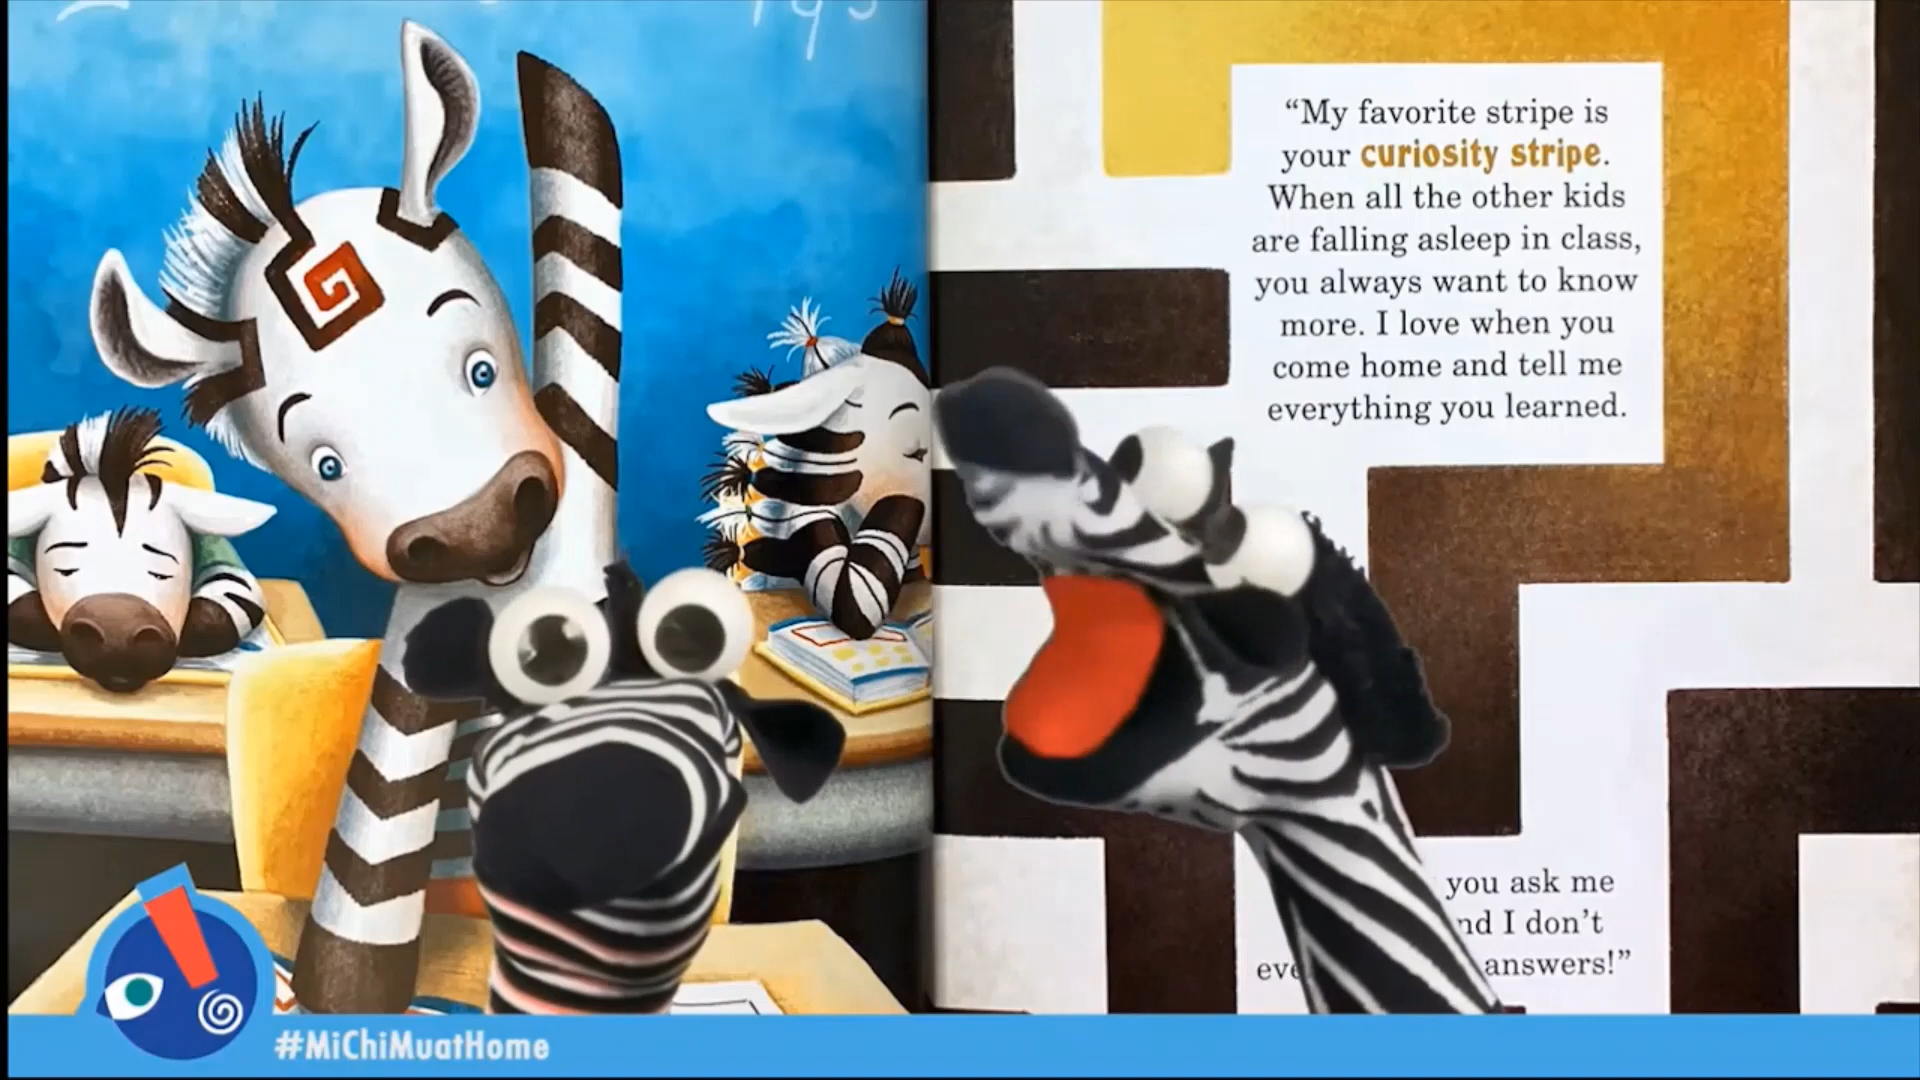 “My favorite stripe is
your curiosity stripe.
When all the other kids
are falling asleep in class,
you always want to know
more. I love when you
come home and tell me
everything you learned.
you ask me
I don’t
answers!”
#MiChiMuatHome